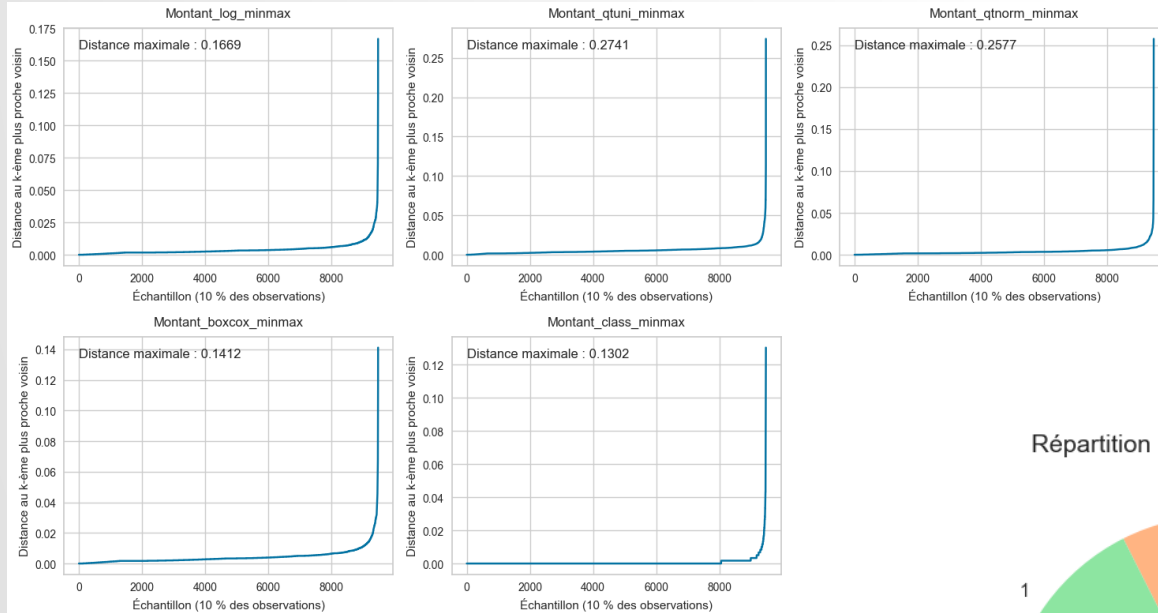 Montant_log_minmax
Distance maximale : 0.1669
Distance au k-ème plus proche voisin
0.175
0.150
0.125
0.100
0.075
0.050
0.025
0.000
0 2000 4000 6000 8000
Échantillon (10 % des observations)
Montant_qtuni_minmax
Distance maximale : 0.2741
Distance au k-ème plus proche voisin
0.25
0.20
0.15
0.10
0.05
0.00
0 2000 4000 6000 8000
Échantillon (10 % des observations)
Montant_qtnorm_minmax
Distance maximale : 0.2577
Distance au k-ème plus proche voisin
0.25
0.20
0.15
0.10
0.05
0.00
0 2000 4000 6000 8000
Échantillon (10 % des observations)
Montant_boxcox_minmax
Distance maximale : 0.1412
Distance au k-ème plus proche voisin
0.14
0.12
0.10
0.08
0.06
0.04
0.02
0.00
0 2000 4000 6000 8000
Échantillon (10 % des observations)
Montant_class_minmax
Distance maximale : 0.1302
Distance au k-ème plus proche voisin
0.12
0.10
0.08
0.06
0.04
0.02
0.00
0 2000 4000 6000 8000
Échantillon (10 % des observations)
Répartition
1